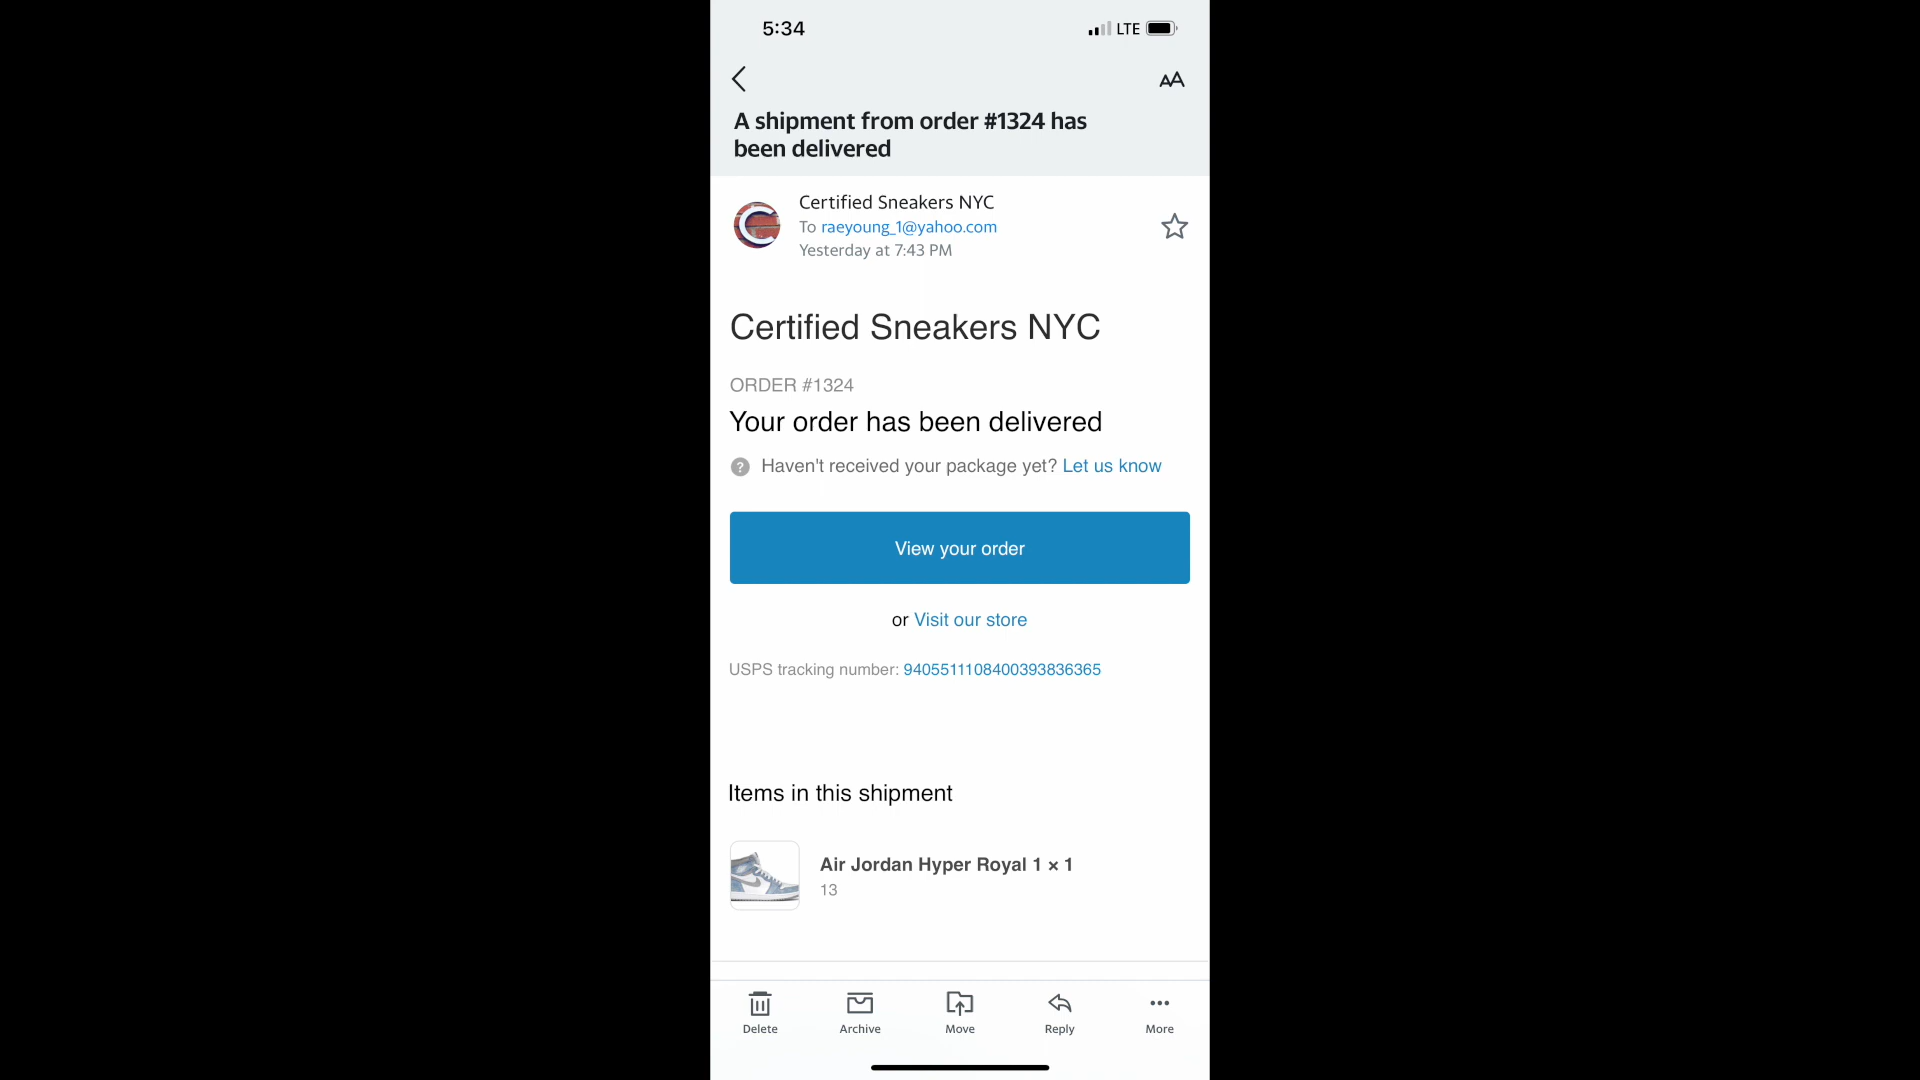 5:34
LTE
AA
A shipment from order #1324 has
been delivered
Certified Sneakers NYC
To raeyoung_1@yahoo.com
Yesterday at 7:43 PM
Certified Sneakers NYC
ORDER #1324
Your order has been delivered
? Haven't received your package yet? Let us know
View your order
or Visit our store
USPS tracking number: 9405511108400393836365
Items in this shipment
Air Jordan Hyper Royal 1 × 1
13
Delete
Archive
Move
Reply
More